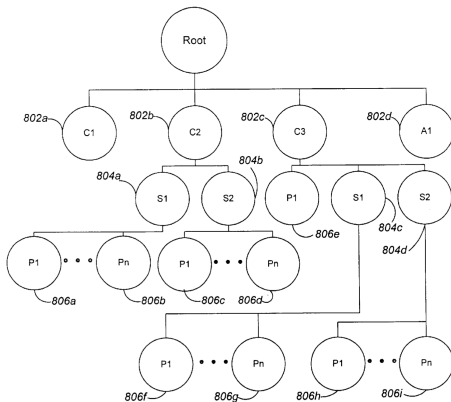 Root
802a
C1
802b
C2
802c
C3
802d
A1
804a
S1
804b
S2
P1
806e
S1
804c
S2
804d
P1
806a
Pn
806b
P1
806c
Pn
806d
P1
806f
Pn
806g
P1
806h
Pn
806i